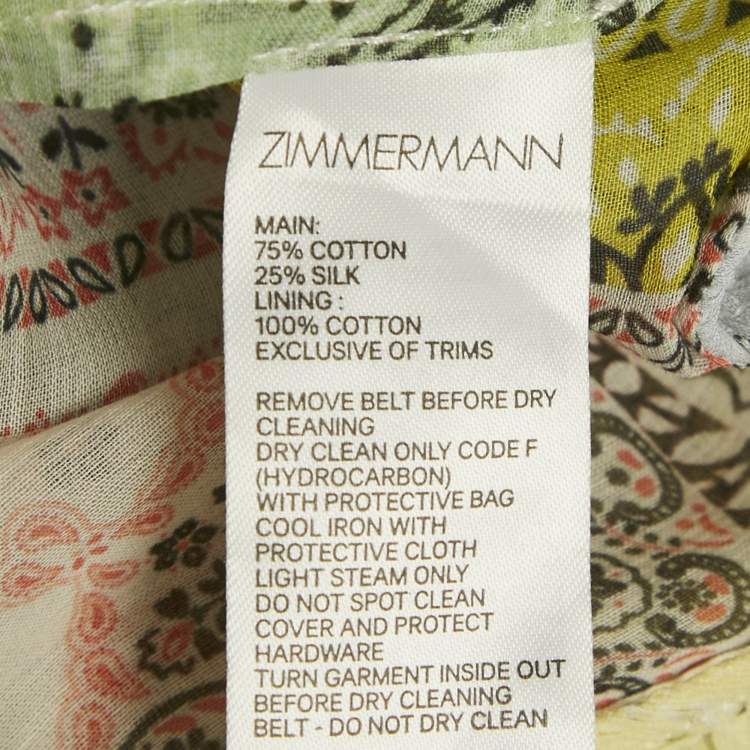 ZIMMERMANN
MAIN:
75% COTTON
25% SILK
LINING :
100% COTTON
EXCLUSIVE OF TRIMS
REMOVE BELT BEFORE DRY
CLEANING
DRY CLEAN ONLY CODE F
(HYDROCARBON)
WITH PROTECTIVE BAG
COOL IRON WITH
PROTECTIVE CLOTH
LIGHT STEAM ONLY
DO NOT SPOT CLEAN
COVER AND PROTECT
HARDWARE
TURN GARMENT INSIDE OUT
BEFORE DRY CLEANING
BELT - DO NOT DRY CLEAN